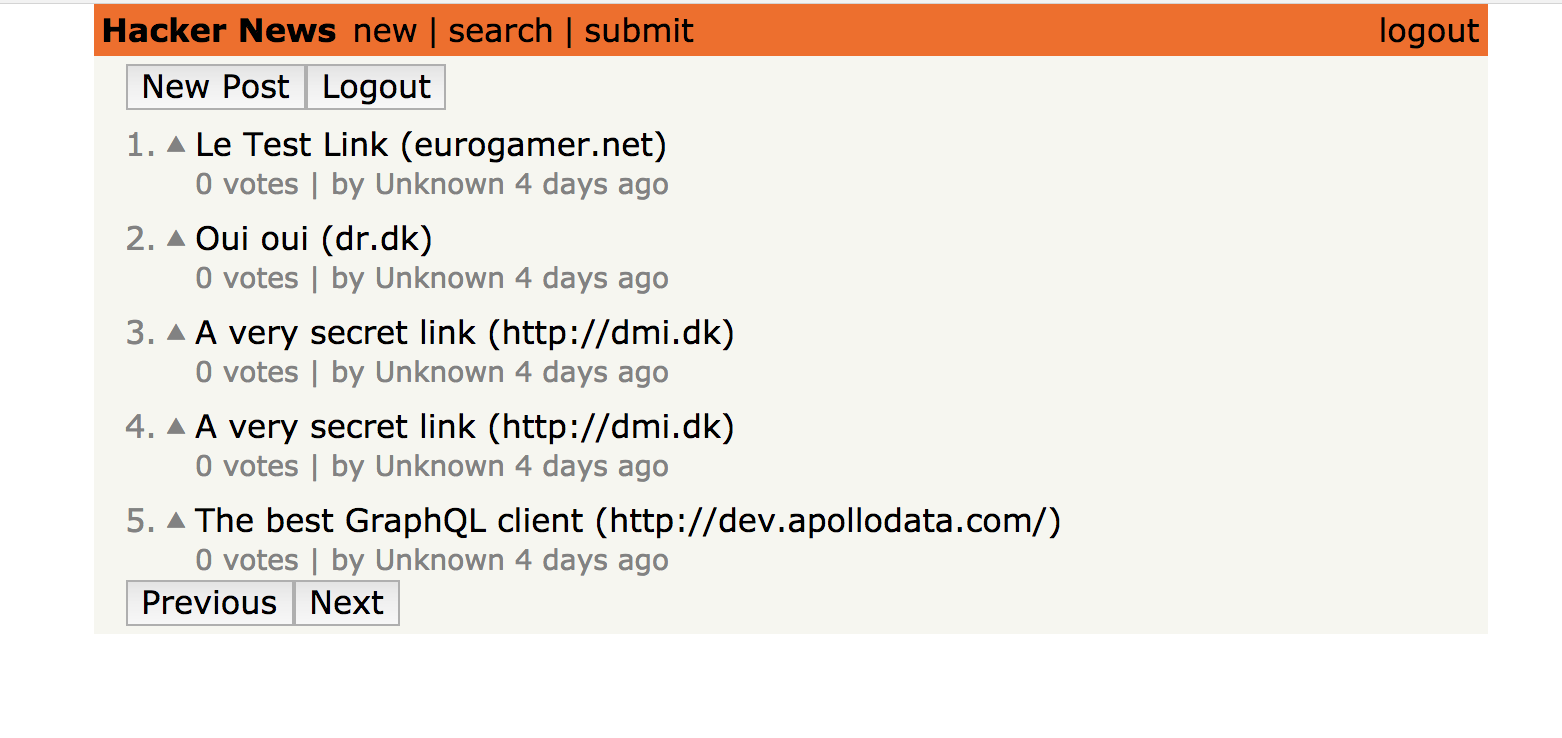 Hacker News new | search | submit logout
New Post Logout
1. ▲ Le Test Link (eurogamer.net)
0 votes | by Unknown 4 days ago
2. ▲ Oui oui (dr.dk)
0 votes | by Unknown 4 days ago
3. ▲ A very secret link (http://dmi.dk)
0 votes | by Unknown 4 days ago
4. ▲ A very secret link (http://dmi.dk)
0 votes | by Unknown 4 days ago
5. ▲ The best GraphQL client (http://dev.apollodata.com/)
0 votes | by Unknown 4 days ago
Previous Next